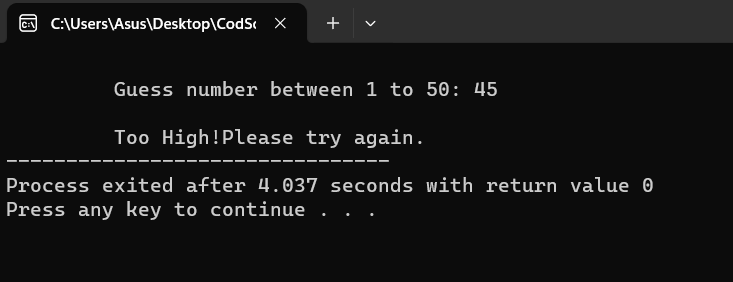 C:\Users\Asus\Desktop\CodSc
Guess number between 1 to 50: 45
Too High!Please try again.
--------------------------------
Process exited after 4.037 seconds with return value 0
Press any key to continue . . .